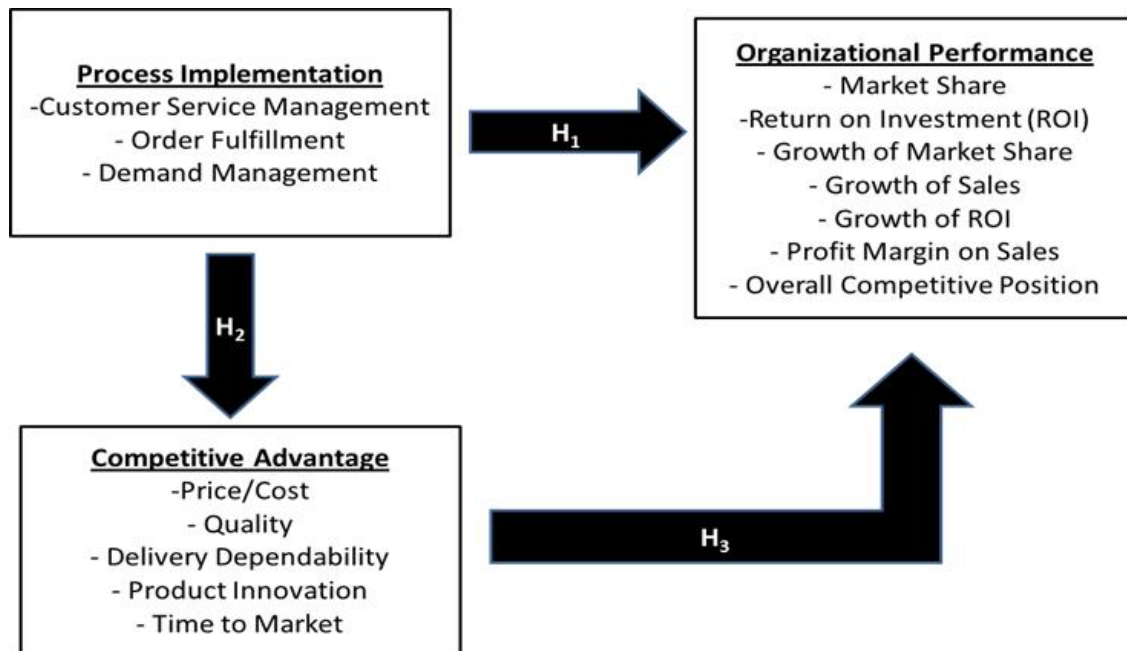 Process Implementation
-Customer Service Management
- Order Fulfillment
- Demand Management
H₁
Organizational Performance
- Market Share
-Return on Investment (ROI)
- Growth of Market Share
- Growth of Sales
- Growth of ROI
- Profit Margin on Sales
- Overall Competitive Position
H₂
Competitive Advantage
-Price/Cost
- Quality
- Delivery Dependability
- Product Innovation
- Time to Market
H₃